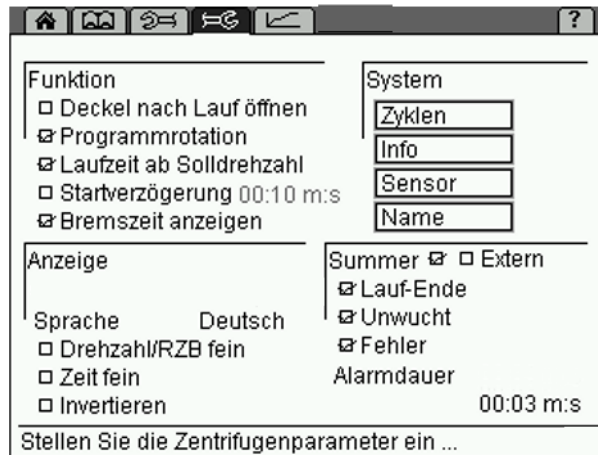 ?
Funktion
Deckel nach Lauf öffnen
Programmrotation
Laufzeit ab Solldrehzahl
Startverzögerung 00:10 m:s
Bremszeit anzeigen
System
Zyklen
Info
Sensor
Name
Anzeige
Sprache Deutsch
Drehzahl/RZB fein
Zeit fein
Invertieren
Summer Extern
Lauf-Ende
Unwucht
Fehler
Alarmdauer
00:03 m:s
Stellen Sie die Zentrifugenparameter ein ...